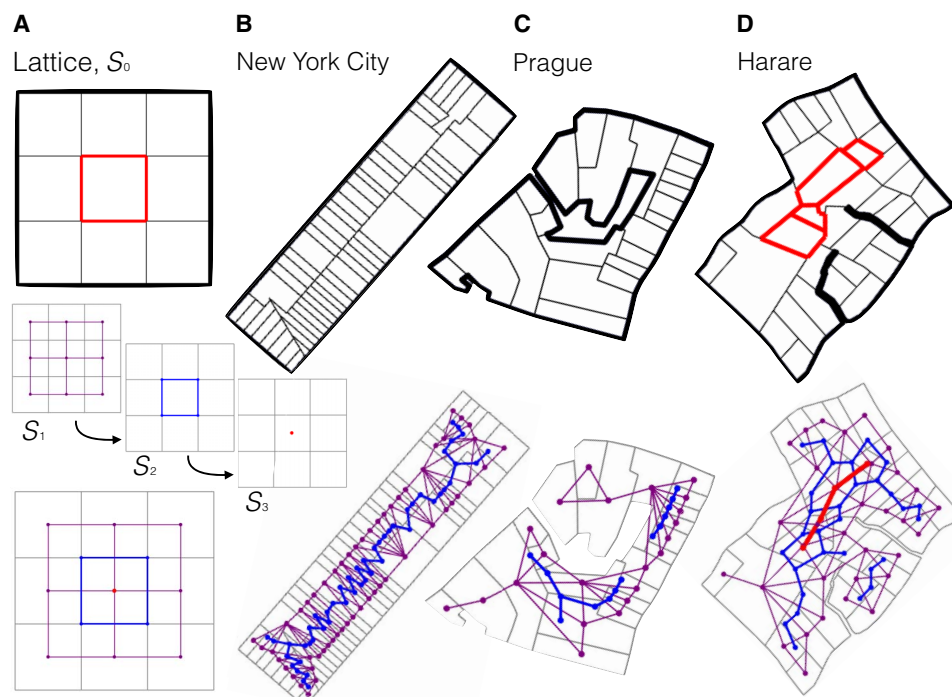 A
B
C
D
Lattice, S₀
New York City
Prague
Harare
S₁
S₂
S₃